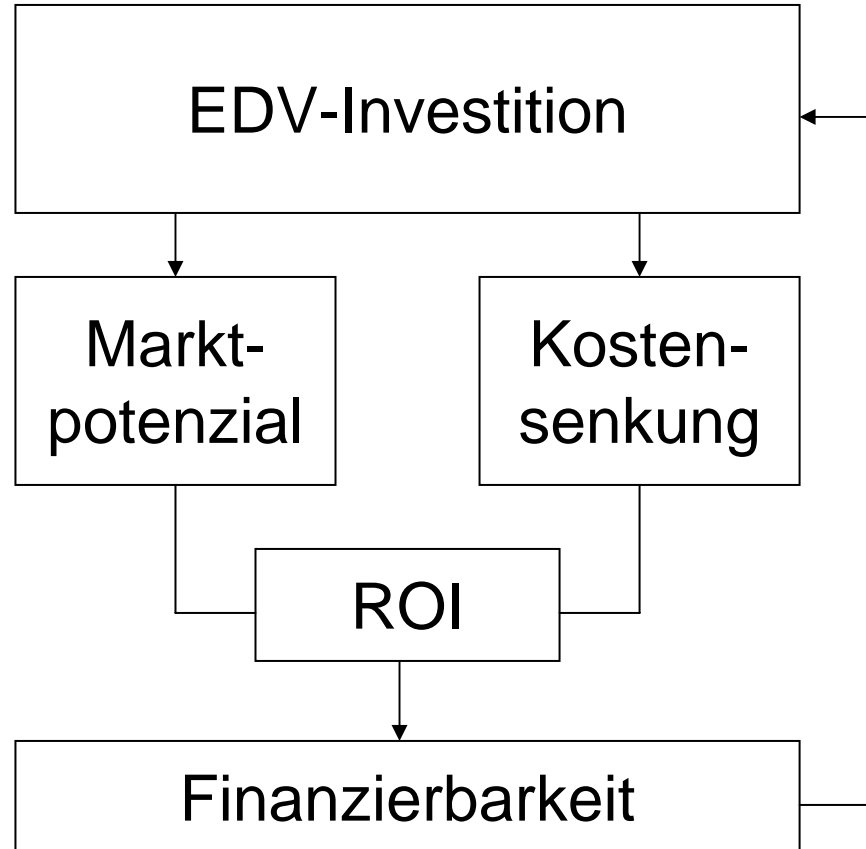 EDV-Investition
Markt-
potenzial
Kosten-
senkung
ROI
Finanzierbarkeit